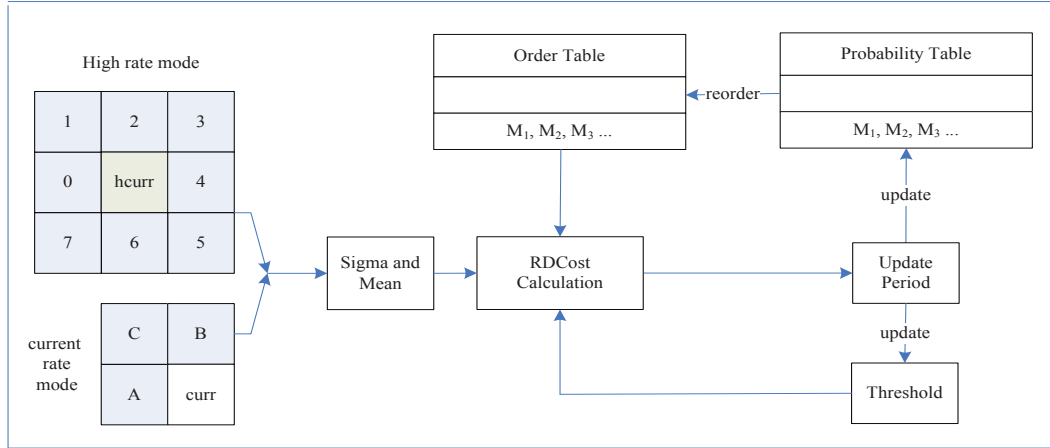 High rate mode
1 2 3
0 hcurr 4
7 6 5
current
rate
mode
C B
A curr
Sigma and
Mean
Order Table
M₁, M₂, M₃ ...
reorder
Probability Table
M₁, M₂, M₃ ...
update
RDCost
Calculation
Update
Period
update
Threshold